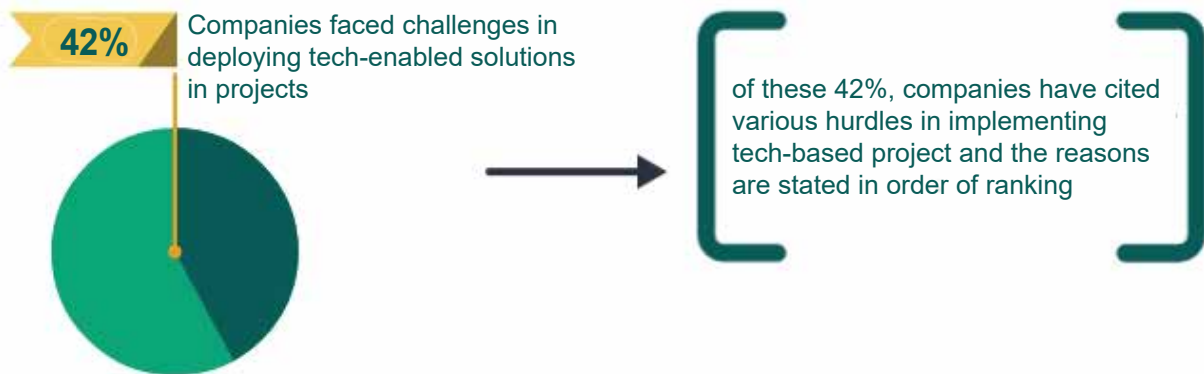 42%
Companies faced challenges in
deploying tech-enabled solutions
in projects
of these 42%, companies have cited
various hurdles in implementing
tech-based project and the reasons
are stated in order of ranking